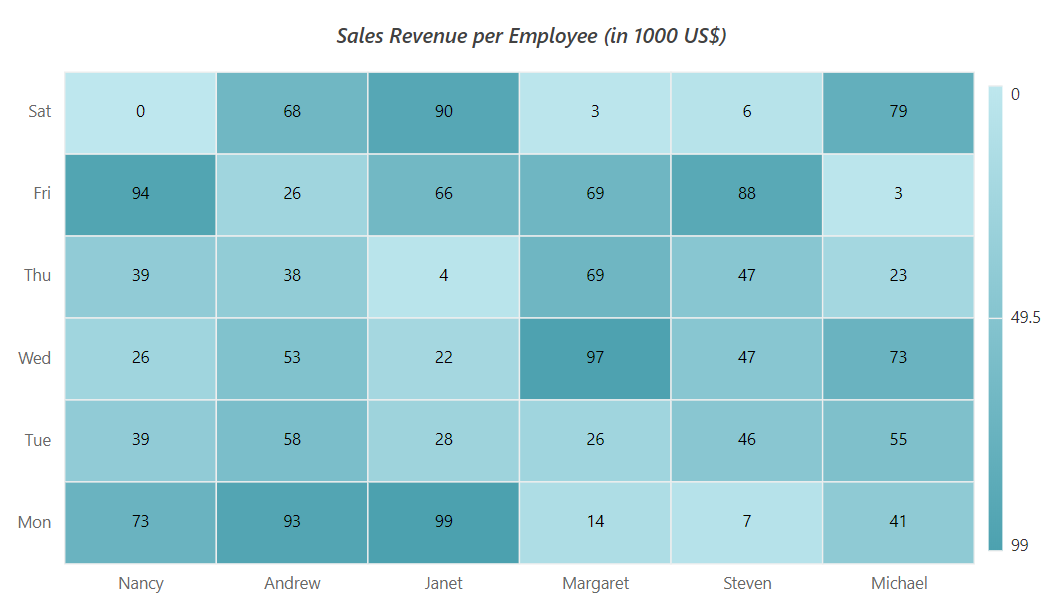 Sales Revenue per Employee (in 1000 US$)
Sat 0 68 90 3 6 79 0
Fri 94 26 66 69 88 3
Thu 39 38 4 69 47 23
49.5
Wed 26 53 22 97 47 73
Tue 39 58 28 26 46 55
Mon 73 93 99 14 7 41
99
Nancy Andrew Janet Margaret Steven Michael